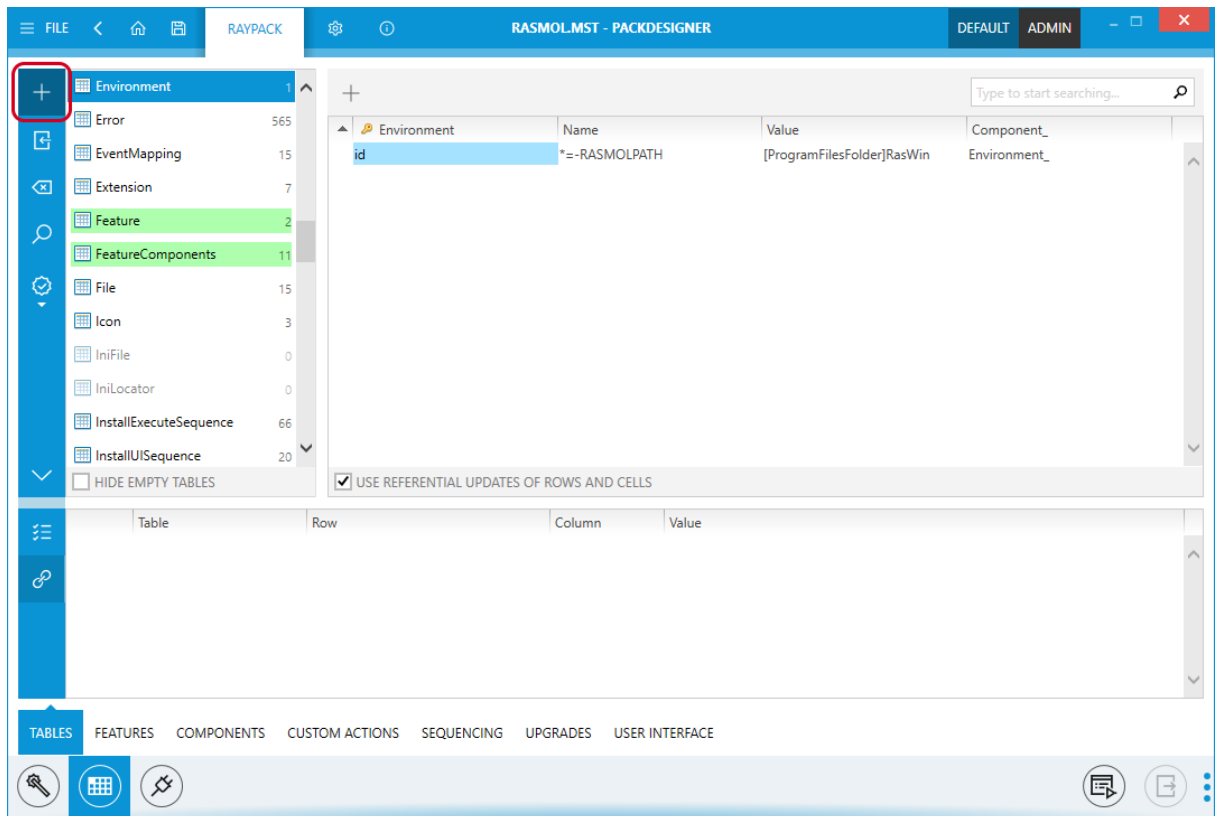 FILE RAYPACK RASMOL.MST - PACKDESIGNER DEFAULT ADMIN
Environment 1
Error 565
EventMapping 15
Extension 7
Feature 2
FeatureComponents 11
File 15
Icon 3
IniFile 0
IniLocator 0
InstallExecuteSequence 66
InstallUISequence 20
HIDE EMPTY TABLES
Type to start searching...
Environment Name Value Component_
id *=-RASMOLPATH [ProgramFilesFolder]RasWin Environment_
USE REFERENTIAL UPDATES OF ROWS AND CELLS
Table Row Column Value
TABLES FEATURES COMPONENTS CUSTOM ACTIONS SEQUENCING UPGRADES USER INTERFACE